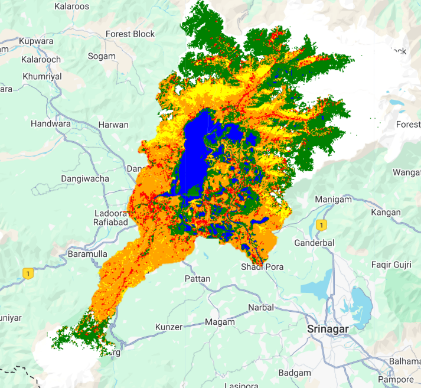 Kalaroos
Forest Block
Kupwara
Sogam
Kalarooch
Khumriyal
Handwara
Harwan
Forest
Dangiwacha
Wangat
Manigam
Kangan
Ladoora
Rafiabad
1
Ganderbal
Baramulla
Shadi Pora
Faqir Gujri
1
Pattan
Narbal
Magam
Kunzer
Srinagar
Balhama
Badgam
Pampore
Lasipora